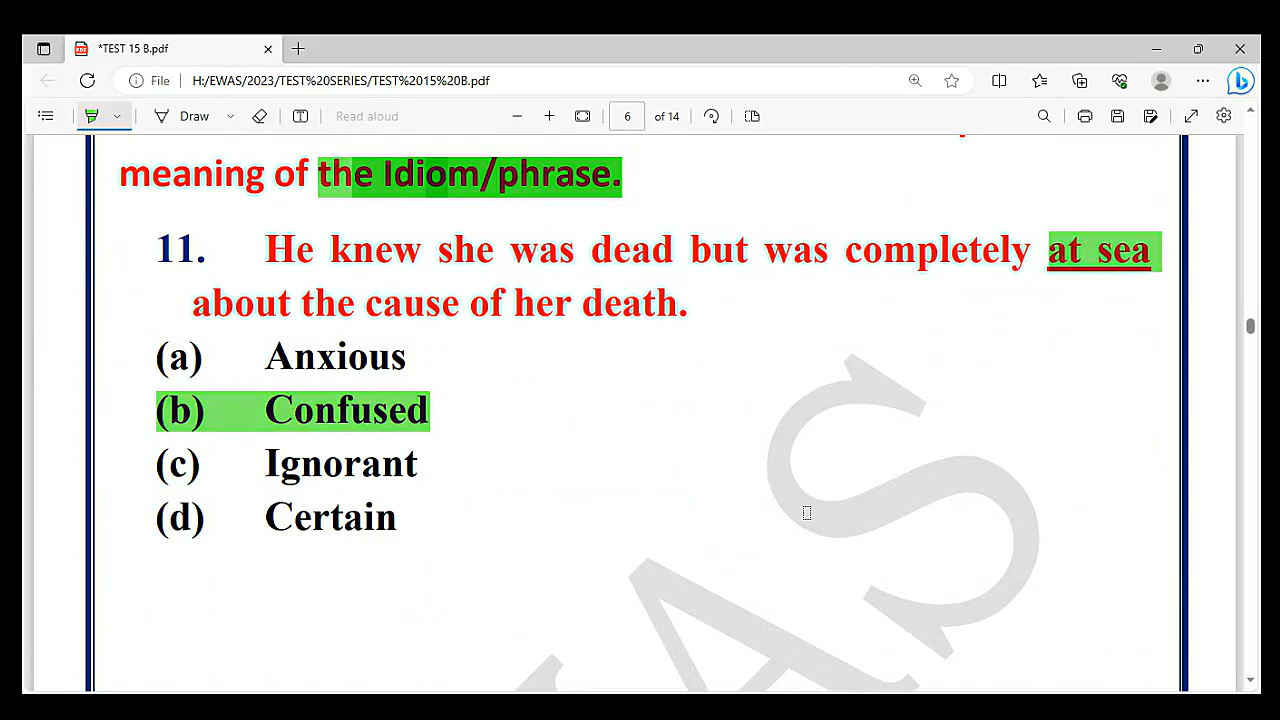 *TEST 15 B.pdf
File H:/EWAS/2023/TEST%20SERIES/TEST%2015%20B.pdf
Draw Read aloud 6 of 14
meaning of the Idiom/phrase.
11. He knew she was dead but was completely at sea
about the cause of her death.
(a) Anxious
(b) Confused
(c) Ignorant
(d) Certain